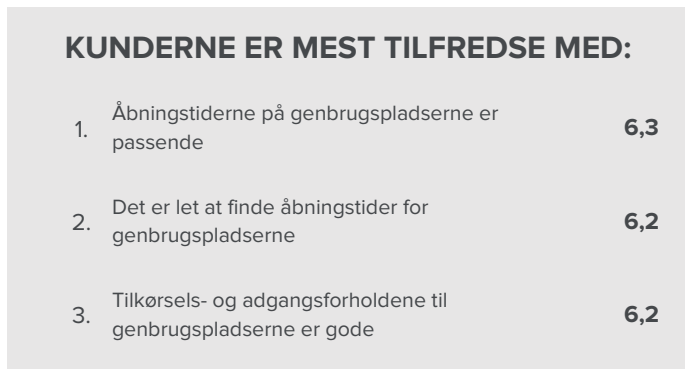 KUNDERNE ER MEST TILFREDSE MED:
1. Åbningstiderne på genbrugspladserne er
passende 6,3
2. Det er let at finde åbningstider for
genbrugspladserne 6,2
3. Tilkørsels- og adgangsforholdene til
genbrugspladserne er gode 6,2